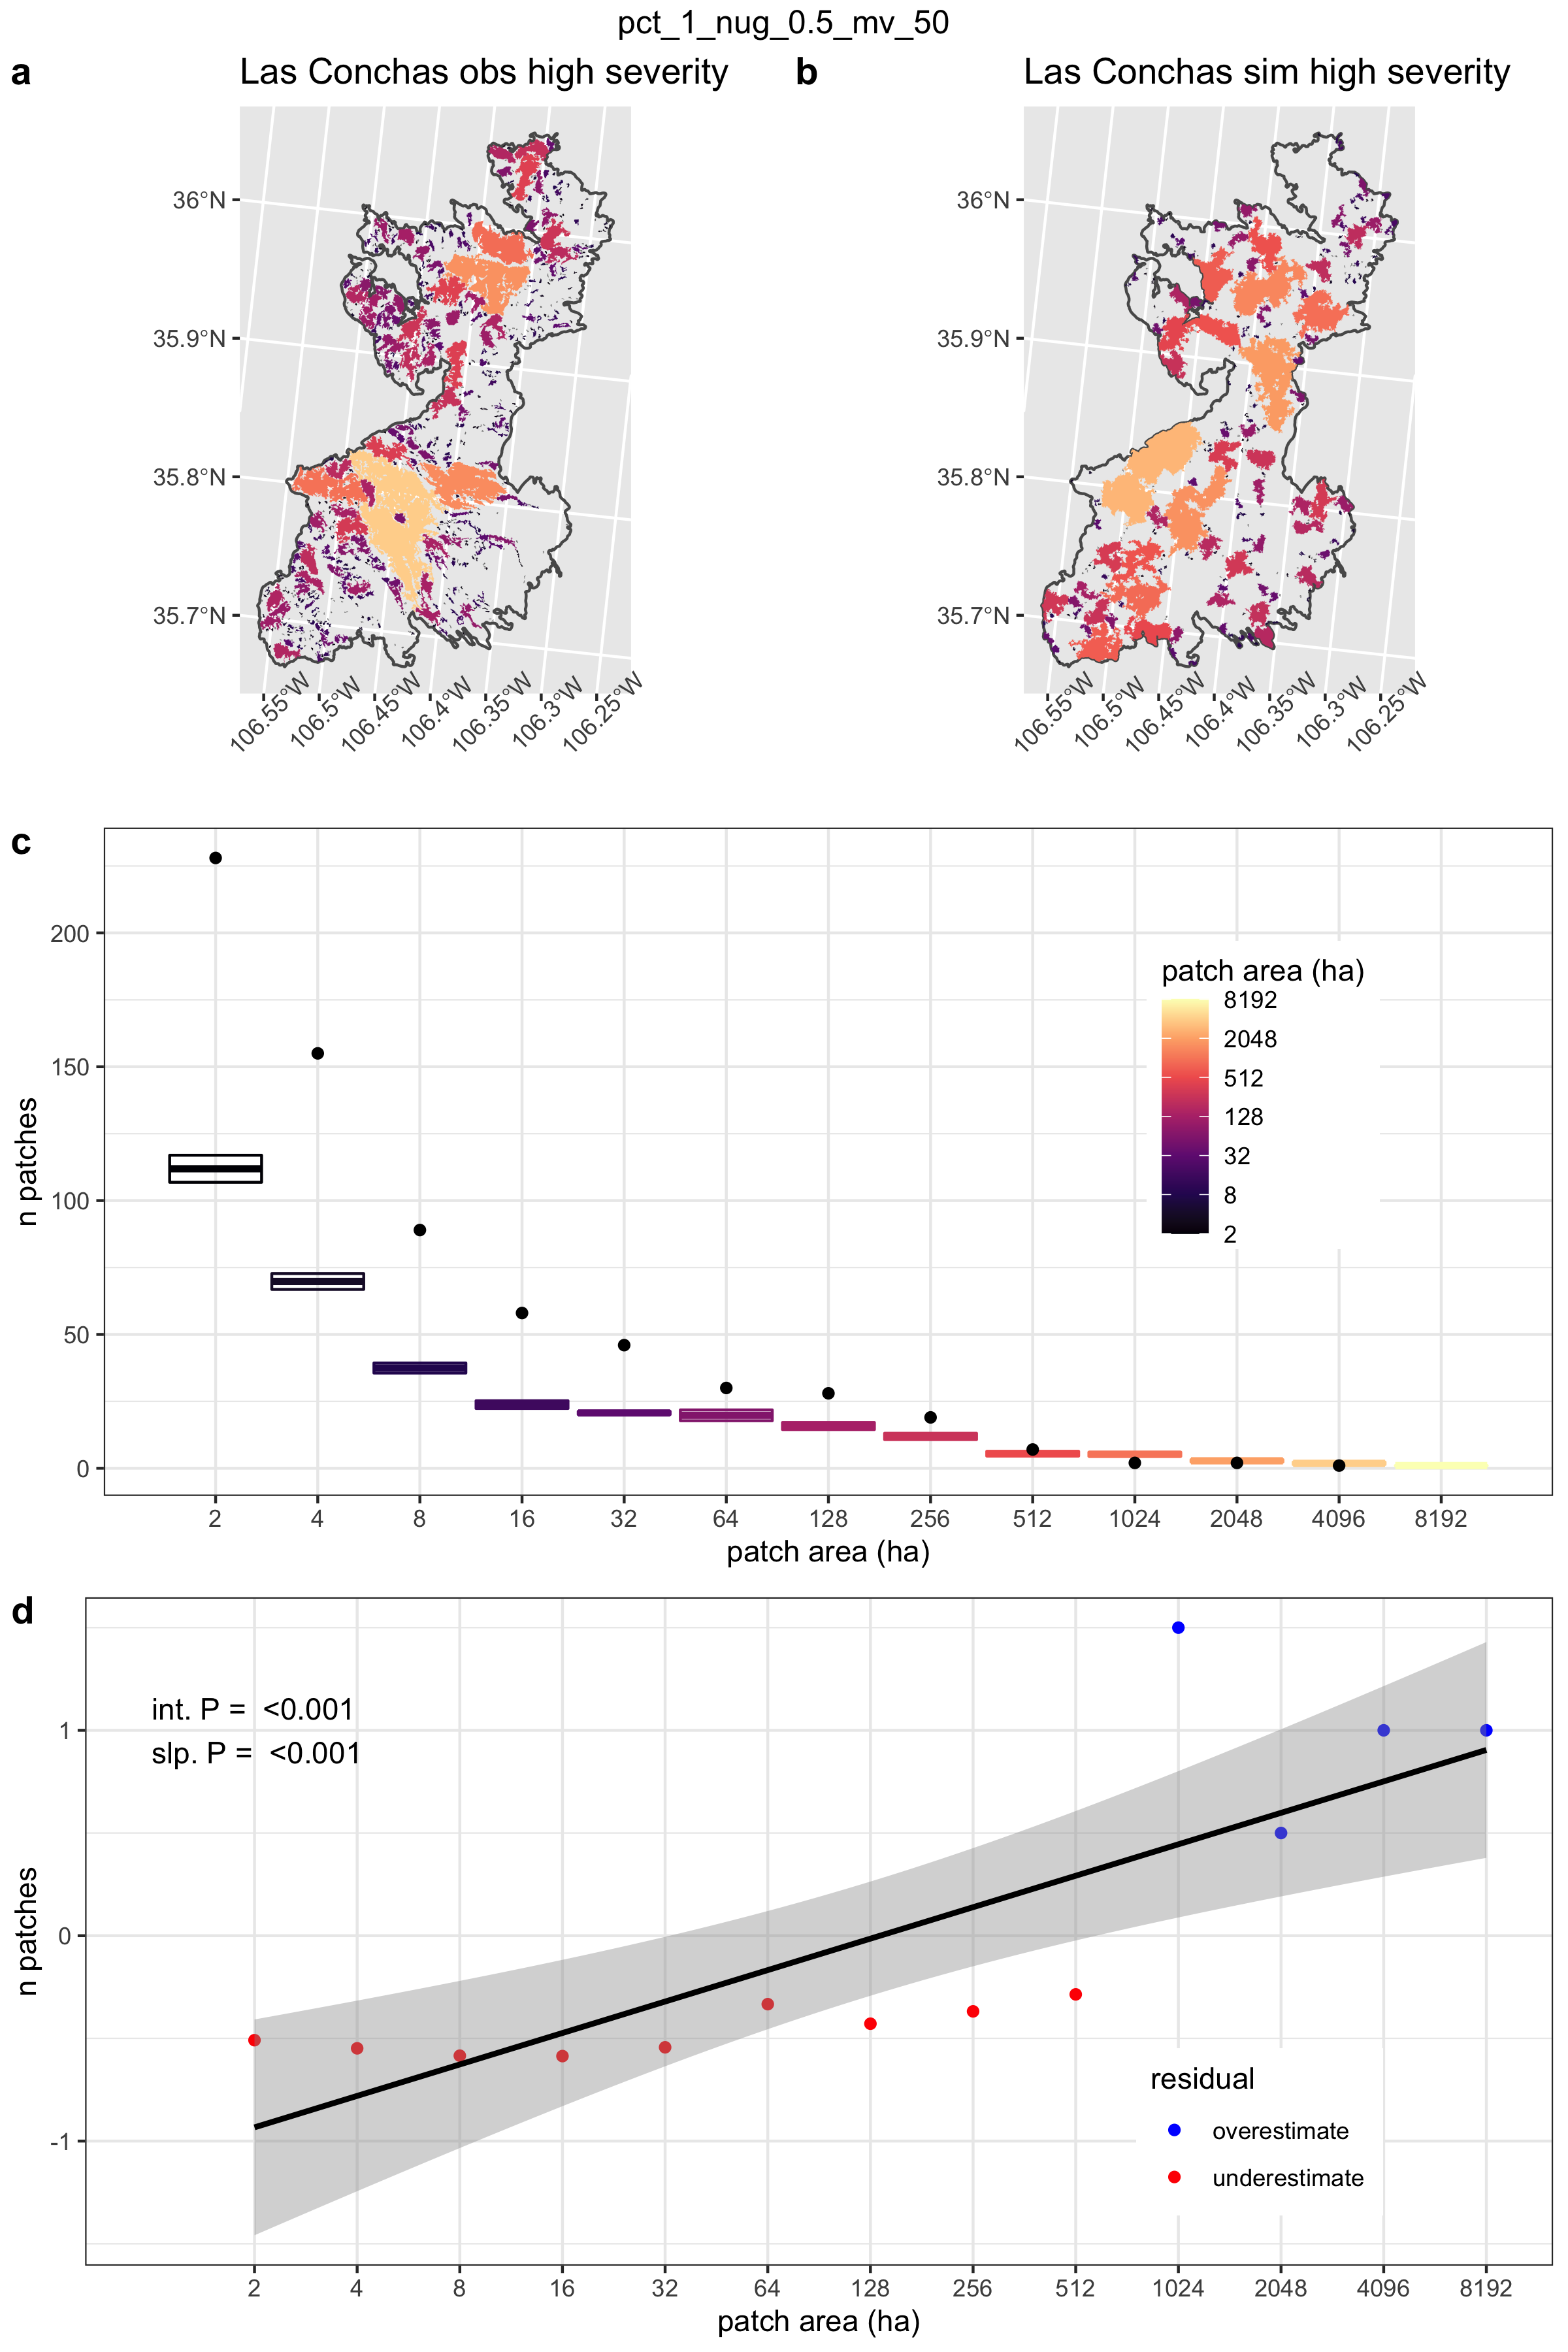 pct_1_nug_0.5_mv_50
a
Las Conchas obs high severity
b
Las Conchas sim high severity
36°N
35.9°N
35.8°N
35.7°N
106.55°W
106.5°W
106.45°W
106.4°W
106.35°W
106.3°W
106.25°W
36°N
35.9°N
35.8°N
35.7°N
106.55°W
106.5°W
106.45°W
106.4°W
106.35°W
106.3°W
106.25°W
c
n patches
200
150
100
50
0
patch area (ha)
8192
2048
512
128
32
8
2
2 4 8 16 32 64 128 256 512 1024 2048 4096 8192
patch area (ha)
d
n patches
1
0
-1
int. P = <0.001
slp. P = <0.001
residual
overestimate
underestimate
2 4 8 16 32 64 128 256 512 1024 2048 4096 8192
patch area (ha)